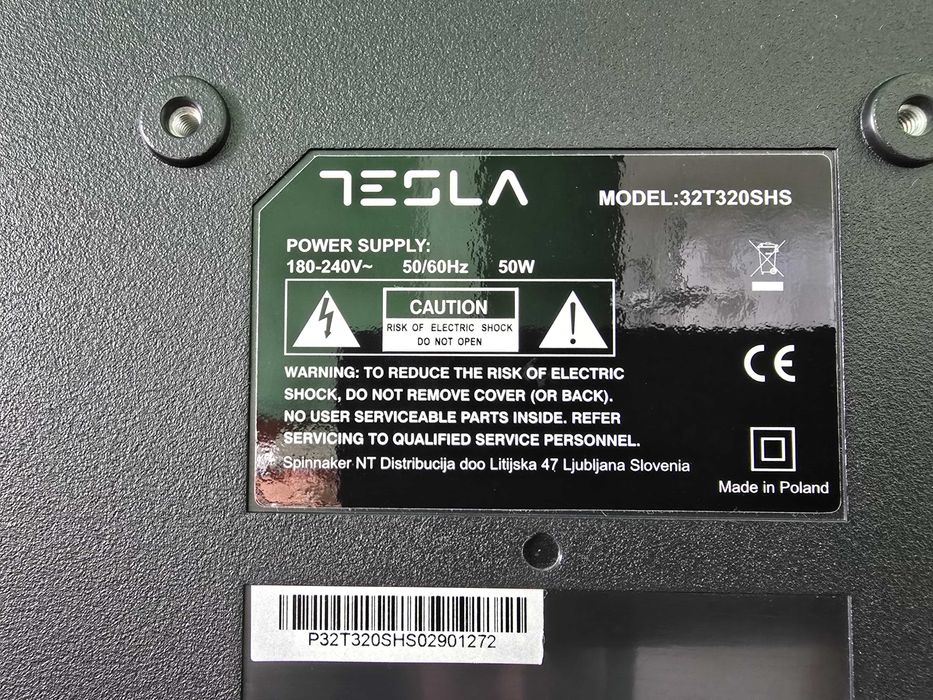 TESLA
MODEL:32T320SHS
POWER SUPPLY:
180-240V~ 50/60Hz 50W
CAUTION
RISK OF ELECTRIC SHOCK
DO NOT OPEN
WARNING: TO REDUCE THE RISK OF ELECTRIC
SHOCK, DO NOT REMOVE COVER (OR BACK).
NO USER SERVICEABLE PARTS INSIDE. REFER
SERVICING TO QUALIFIED SERVICE PERSONNEL.
Spinnaker NT Distribucija doo Litijska 47 Ljubljana Slovenia
CE
Made in Poland
P32T320SHS02901272